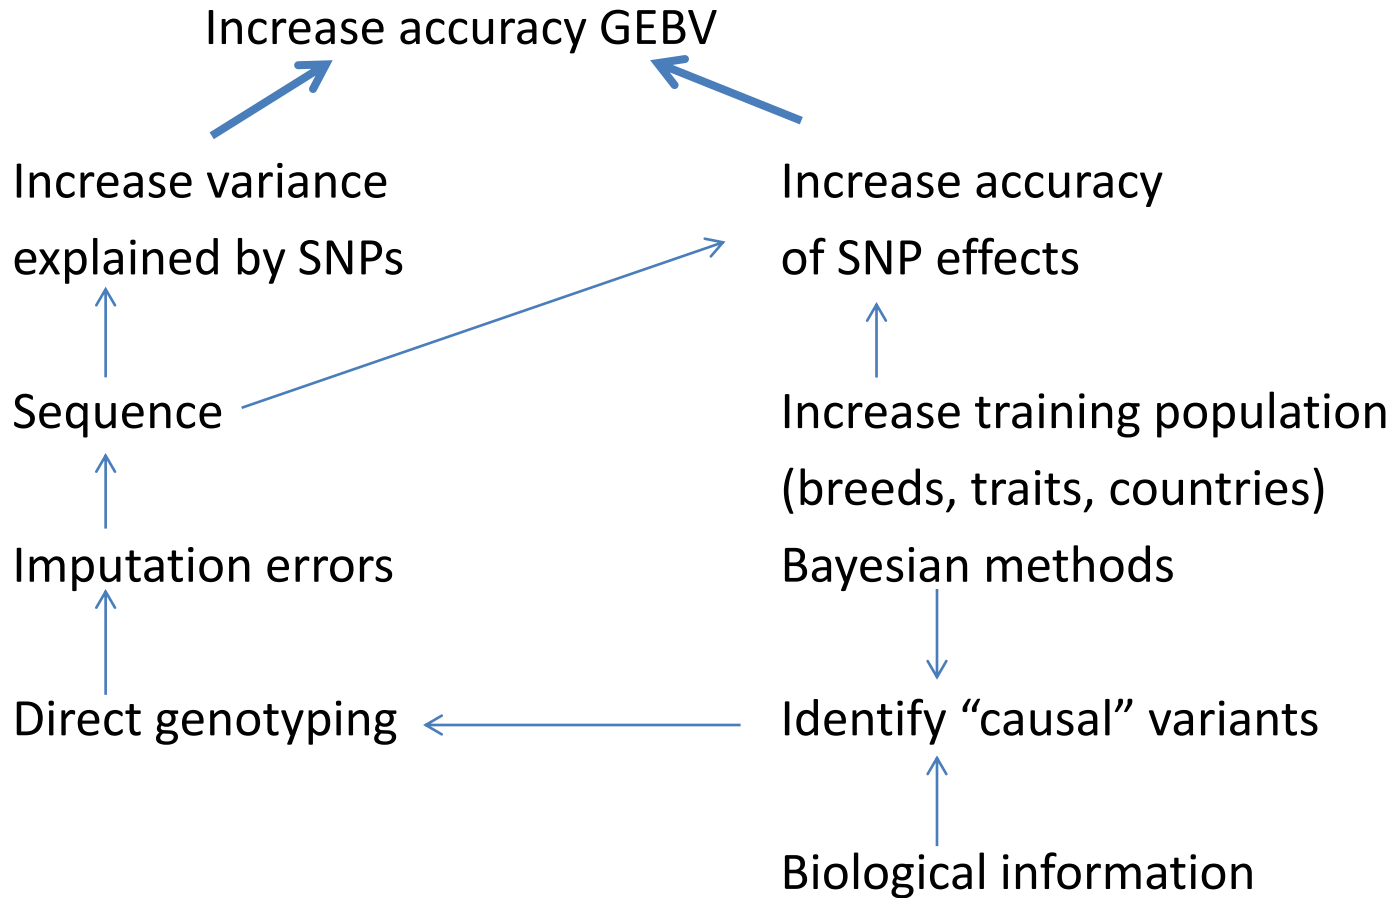 Increase accuracy GEBV
Increase variance
explained by SNPs
Increase accuracy
of SNP effects
Sequence
Increase training population
(breeds, traits, countries)
Imputation errors
Bayesian methods
Direct genotyping
Identify “causal” variants
Biological information